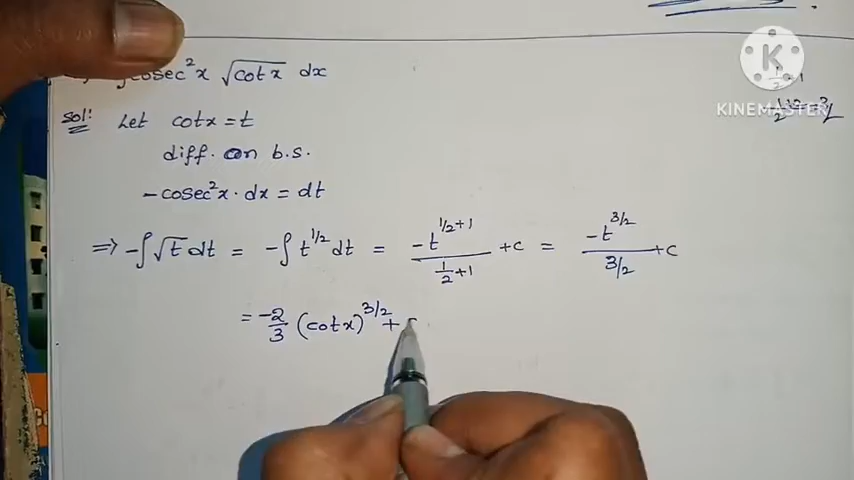 cosec²x √cotx dx
Sol: Let cotx = t
diff. on b.s.
-cosec²x. dx = dt
⇒ -∫√t dt = -∫ t^1/2 dt = -t^1/2+1 / 1/2+1 + c = -t^3/2 / 3/2 + c
= -2/3 (cotx)^3/2 +
K
KINEMASTER